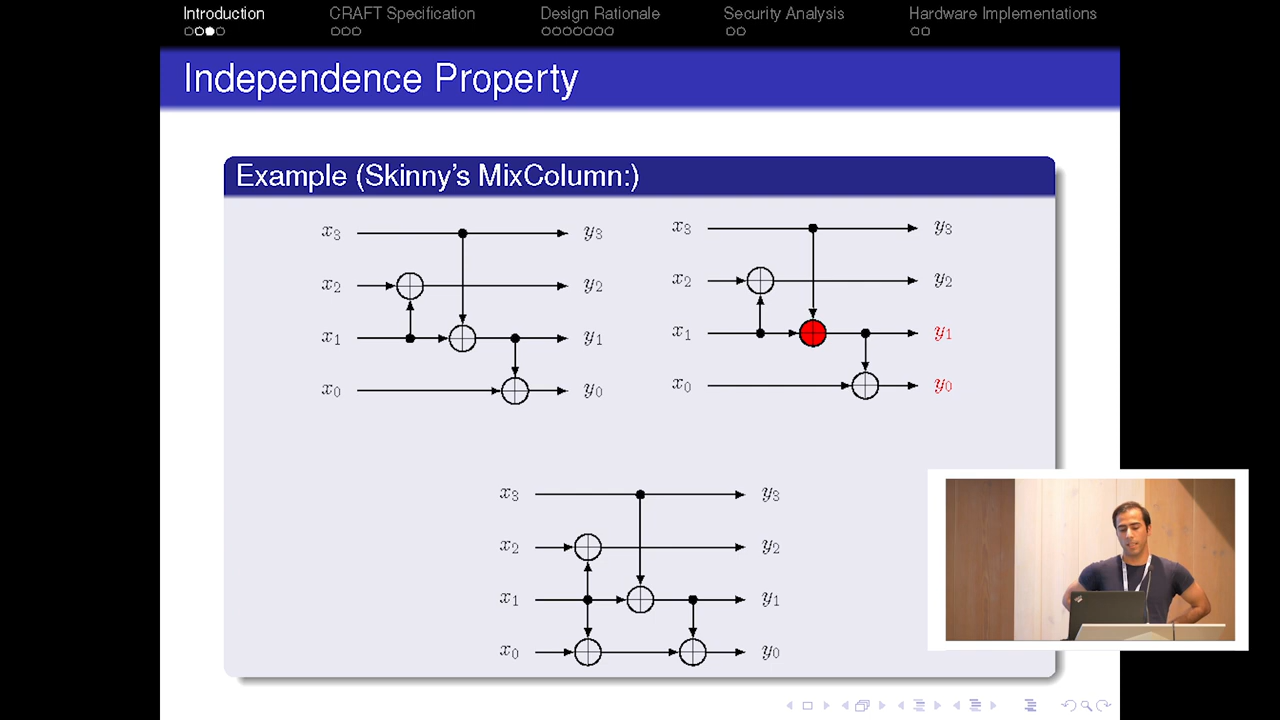 Introduction CRAFT Specification Design Rationale Security Analysis Hardware Implementations
Independence Property
Example (Skinny's MixColumn:)
x₃ y₃ x₃ y₃
x₂ y₂ x₂ y₂
x₁ y₁ x₁ y₁
x₀ y₀ x₀ y₀
x₃ y₃
x₂ y₂
x₁ y₁
x₀ y₀